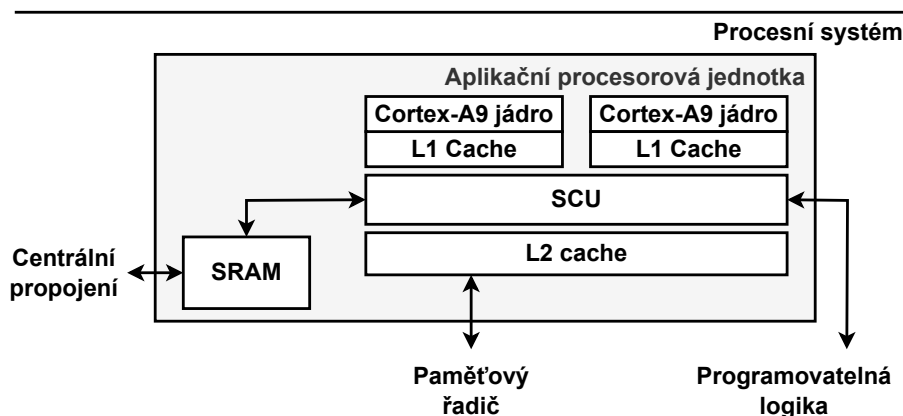 Procesní systém
Aplikační procesorová jednotka
Cortex-A9 jádro
L1 Cache
Cortex-A9 jádro
L1 Cache
SCU
L2 cache
SRAM
Centrální
propojení
Paměťový
řadič
Programovatelná
logika